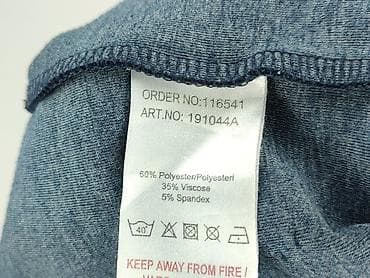 ORDER NO:116541
ART.NO: 191044A
60% Polyester/Polyesteri
35% Viscose
5% Spandex
40°
KEEP AWAY FROM FIRE /